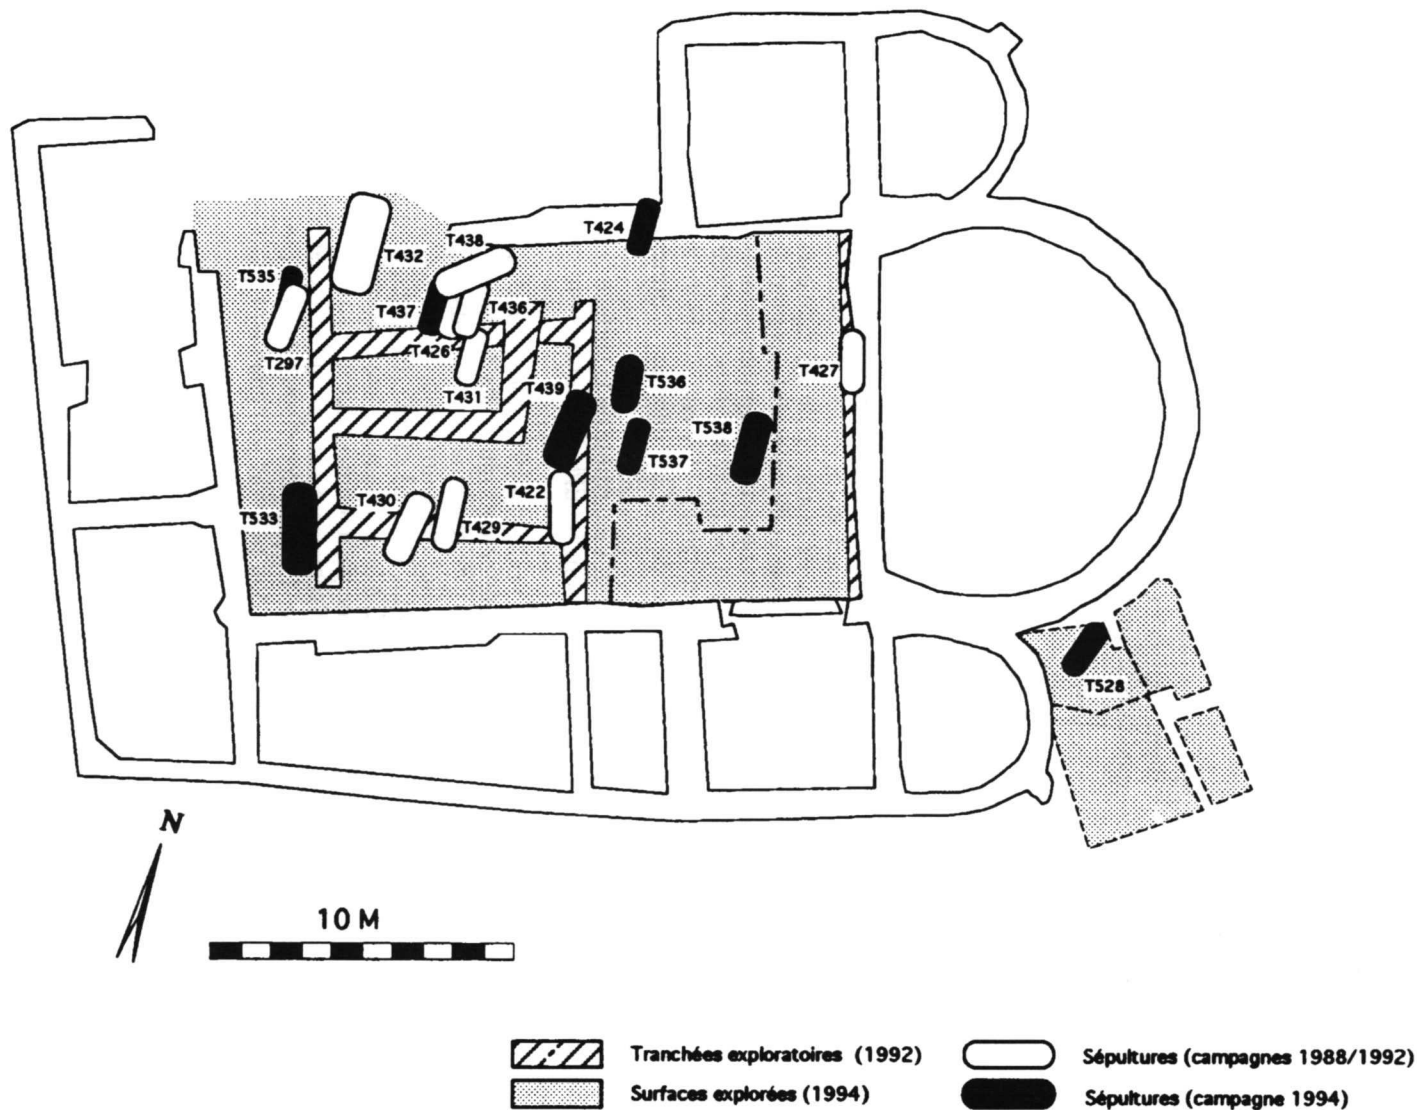 T424
T438
T432
T535
T437
T436
T426
T297
T431
T439
T427
T536
T538
T537
T422
T430
T429
T533
T528
N
10 M
Tranchées exploratoires (1992)
Surfaces explorées (1994)
Sépultures (campagnes 1988/1992)
Sépultures (campagne 1994)